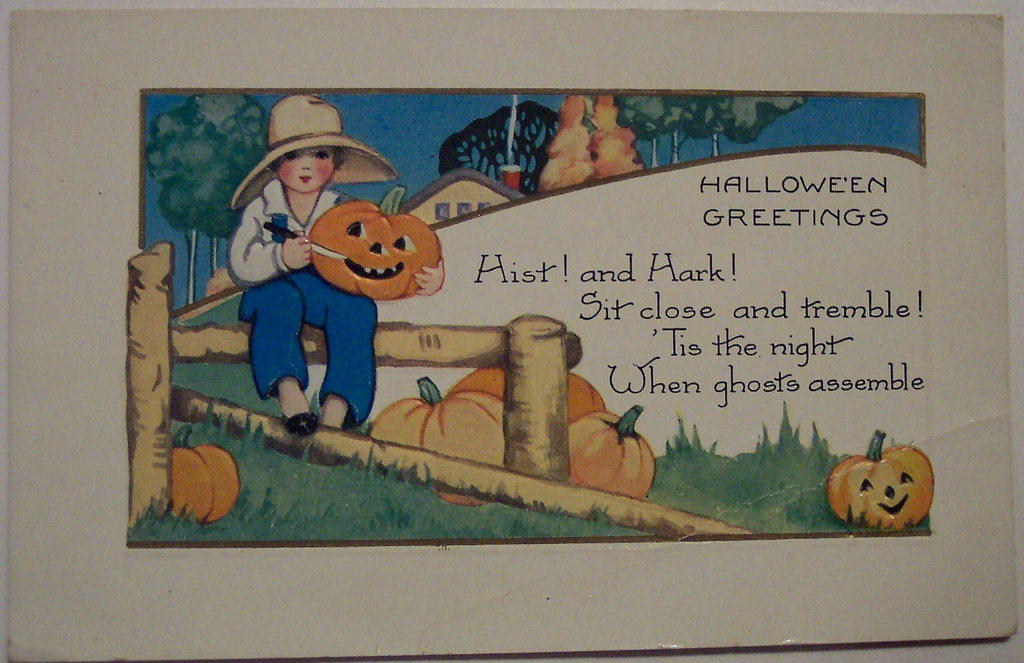 HALLOWE'EN
GREETINGS
Hist! and Hark!
Sit close and tremble!
'Tis the night
When ghosts assemble